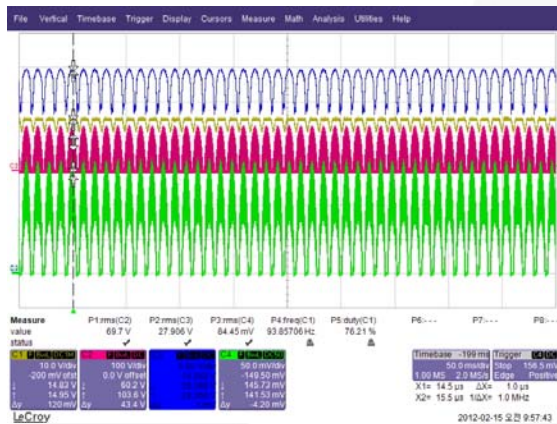 File Vertical Timebase Trigger Display Cursors Measure Math Analysis Utilities Help
Measure P1:rms(C2) P2:rms(C3) P3:rms(C4) P4:freq(C1) P5:duty(C1) P6:--- P7:--- P8:---
value 69.7 V 27.906 V 84.45 mV 93.85706 Hz 76.21 %
status
C1 C2 C4 Timebase -199 ms Trigger
10.0 V/div 100 V/div 50.0 mV/div 50.0 ms/div Stop 156.5 mV
-200 mV ofst 0.0 V offset -149.50 mV 1.00 MS 2.0 MS/s Edge Positive
14.83 V 60.2 V 145.73 mV X1= 14.5 µs ΔX= 1.0 µs
14.95 V 103.6 V 141.53 mV X2= 15.5 µs 1/ΔX= 1.0 MHz
Δy 120 mV Δy 43.4 V Δy -4.20 mV
LeCroy 2012-02-15 오전 9:57:43